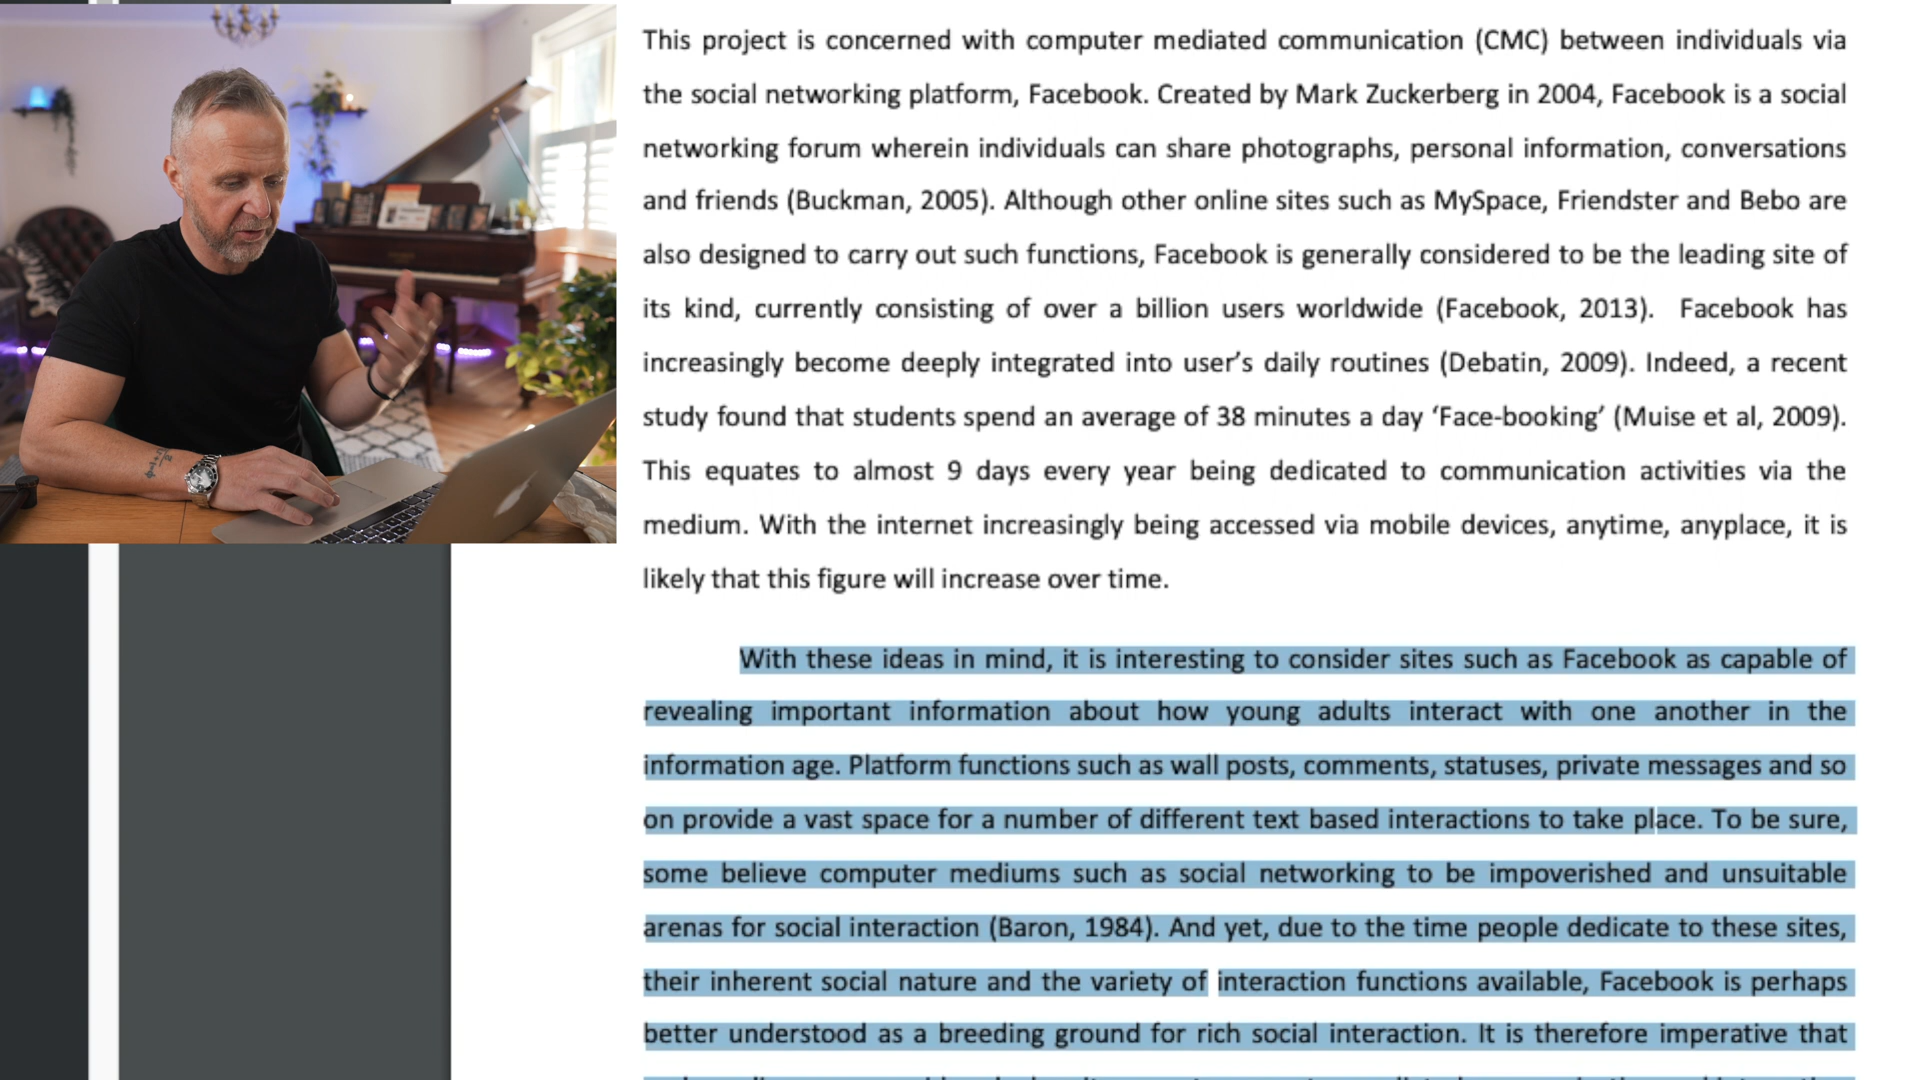 This project is concerned with computer mediated communication (CMC) between individuals via
the social networking platform, Facebook. Created by Mark Zuckerberg in 2004, Facebook is a social
networking forum wherein individuals can share photographs, personal information, conversations
and friends (Buckman, 2005). Although other online sites such as MySpace, Friendster and Bebo are
also designed to carry out such functions, Facebook is generally considered to be the leading site of
its kind, currently consisting of over a billion users worldwide (Facebook, 2013). Facebook has
increasingly become deeply integrated into user’s daily routines (Debatin, 2009). Indeed, a recent
study found that students spend an average of 38 minutes a day ‘Face-booking’ (Muise et al, 2009).
This equates to almost 9 days every year being dedicated to communication activities via the
medium. With the internet increasingly being accessed via mobile devices, anytime, anyplace, it is
likely that this figure will increase over time.
With these ideas in mind, it is interesting to consider sites such as Facebook as capable of
revealing important information about how young adults interact with one another in the
information age. Platform functions such as wall posts, comments, statuses, private messages and so
on provide a vast space for a number of different text based interactions to take place. To be sure,
some believe computer mediums such as social networking to be impoverished and unsuitable
arenas for social interaction (Baron, 1984). And yet, due to the time people dedicate to these sites,
their inherent social nature and the variety of interaction functions available, Facebook is perhaps
better understood as a breeding ground for rich social interaction. It is therefore imperative that